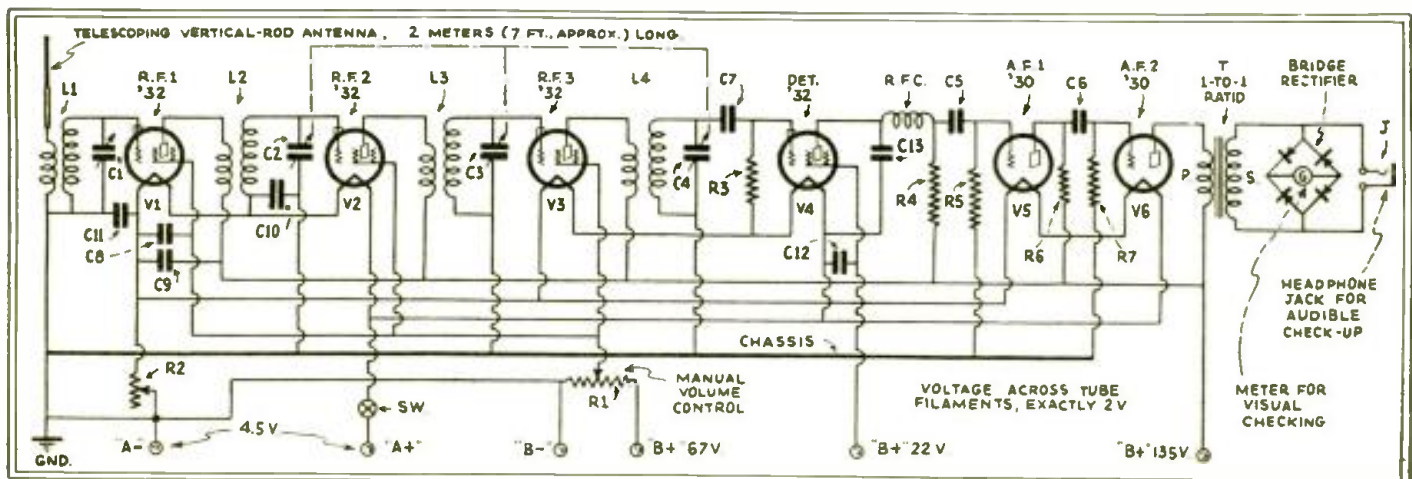 TELESCOPING VERTICAL-ROD ANTENNA, 2 METERS (7 FT., APPROX.) LONG
L1
R.F.1
'32
L2
R.F.2
'32
L3
R.F.3
'32
L4
C7
DET.
'32
R.F.C.
C5
A.F.1
'30
C6
A.F.2
'30
T
1-TO-1
RATIO
BRIDGE
RECTIFIER
J
C1
C2
C3
C4
R3
C13
R4
R5
P
S
G
V1
V2
V3
V4
V5
V6
C11
C8
C9
C10
C12
R6
R7
HEADPHONE
JACK FOR
AUDIBLE
CHECK-UP
CHASSIS
R2
SW
R1
MANUAL
VOLUME
CONTROL
VOLTAGE ACROSS TUBE
FILAMENTS, EXACTLY 2V
METER FOR
VISUAL
CHECKING
GND.
"A-"
4.5V
"A+"
"B-"
"B+" 67V
"B+" 22V
"B+" 135V